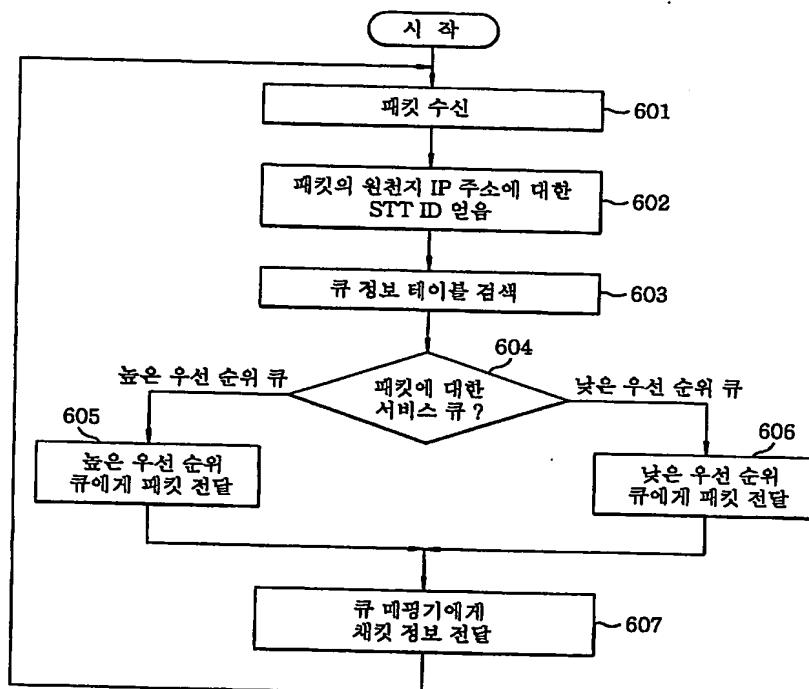 시 작
패킷 수신
601
패킷의 원천지 IP 주소에 대한
STT ID 얻음
602
큐 정보 테이블 검색
603
604
높은 우선 순위 큐
패킷에 대한
서비스 큐 ?
낮은 우선 순위 큐
605
높은 우선 순위
큐에게 패킷 전달
606
낮은 우선 순위
큐에게 패킷 전달
큐 매핑기에게
채킷 정보 전달
607